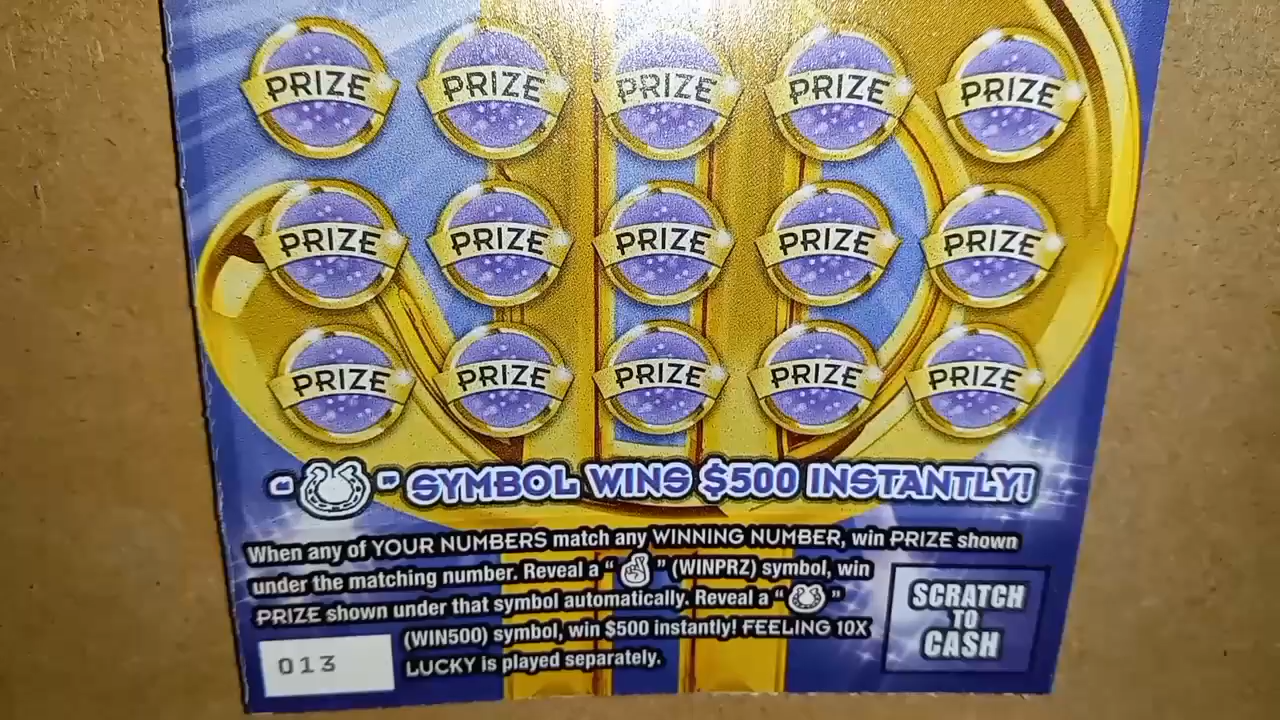 PRIZE PRIZE PRIZE PRIZE PRIZE
PRIZE PRIZE PRIZE PRIZE PRIZE
PRIZE PRIZE PRIZE PRIZE PRIZE
" " SYMBOL WINS $500 INSTANTLY!
When any of YOUR NUMBERS match any WINNING NUMBER, win PRIZE shown
under the matching number. Reveal a " " (WINPRZ) symbol, win
PRIZE shown under that symbol automatically. Reveal a " "
(WIN500) symbol, win $500 instantly! FEELING 10X
LUCKY is played separately.
013
SCRATCH
TO
CASH